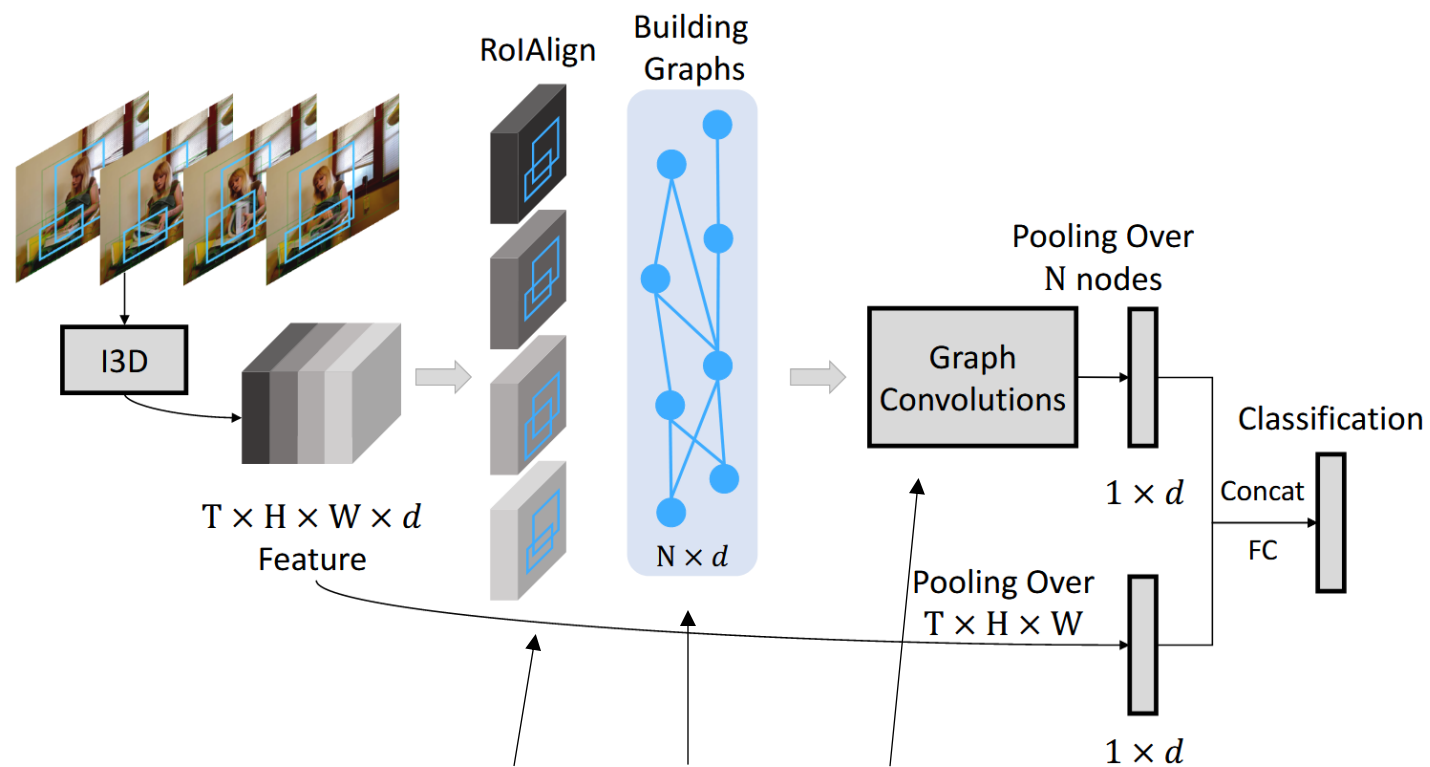 RoIAlign
Building
Graphs
I3D
T × H × W × d
Feature
N × d
Graph
Convolutions
Pooling Over
N nodes
1 × d
Pooling Over
T × H × W
1 × d
Concat
FC
Classification